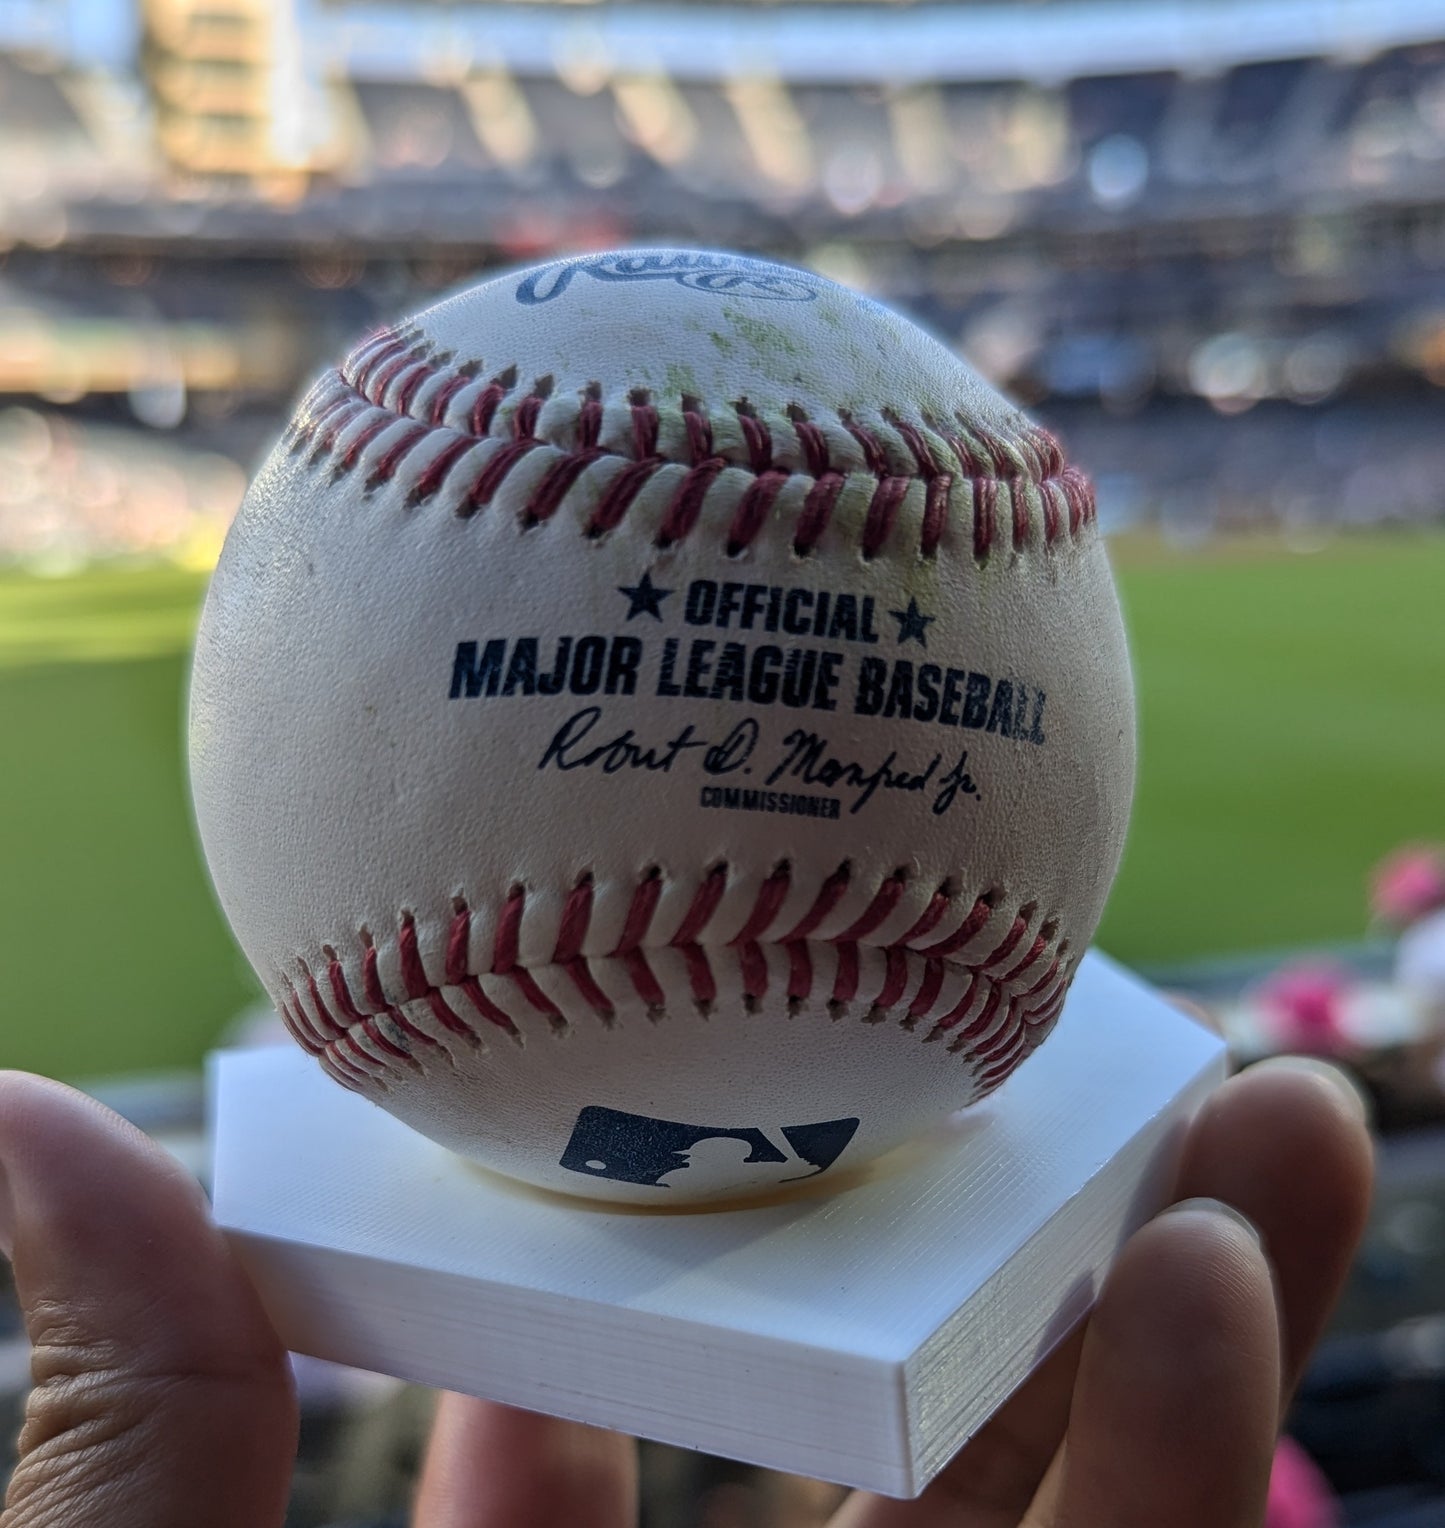 OFFICIAL
MAJOR LEAGUE BASEBALL
Robert D. Manfred Jr.
COMMISSIONER